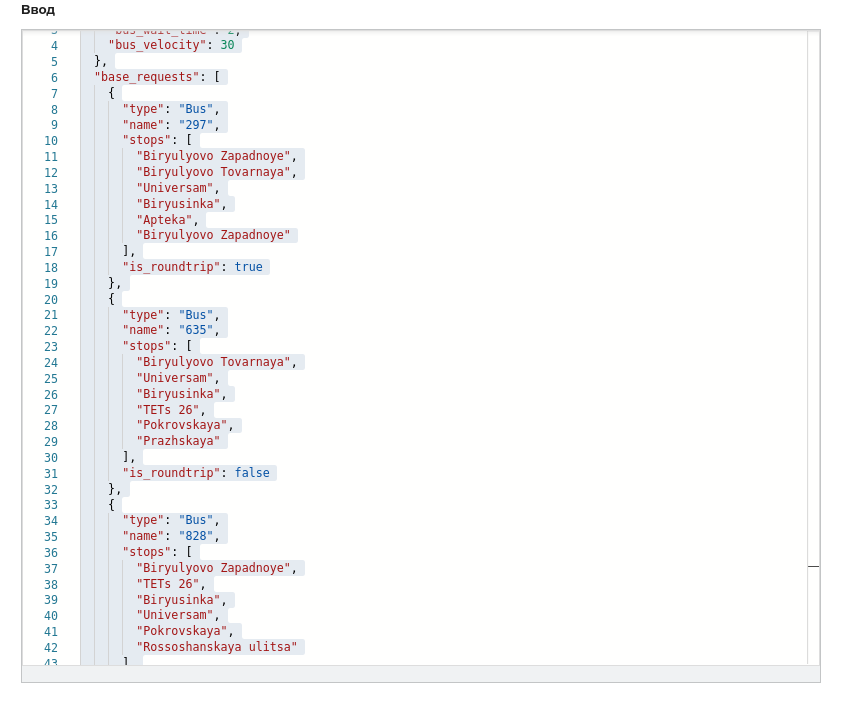 Ввод
3 "bus_wait_time": 2,
4 "bus_velocity": 30
5 },
6 "base_requests": [
7 {
8 "type": "Bus",
9 "name": "297",
10 "stops": [
11 "Biryulyovo Zapadnoye",
12 "Biryulyovo Tovarnaya",
13 "Universam",
14 "Biryusinka",
15 "Apteka",
16 "Biryulyovo Zapadnoye"
17 ],
18 "is_roundtrip": true
19 },
20 {
21 "type": "Bus",
22 "name": "635",
23 "stops": [
24 "Biryulyovo Tovarnaya",
25 "Universam",
26 "Biryusinka",
27 "TETs 26",
28 "Pokrovskaya",
29 "Prazhskaya"
30 ],
31 "is_roundtrip": false
32 },
33 {
34 "type": "Bus",
35 "name": "828",
36 "stops": [
37 "Biryulyovo Zapadnoye",
38 "TETs 26",
39 "Biryusinka",
40 "Universam",
41 "Pokrovskaya",
42 "Rossoshanskaya ulitsa"
43 ]